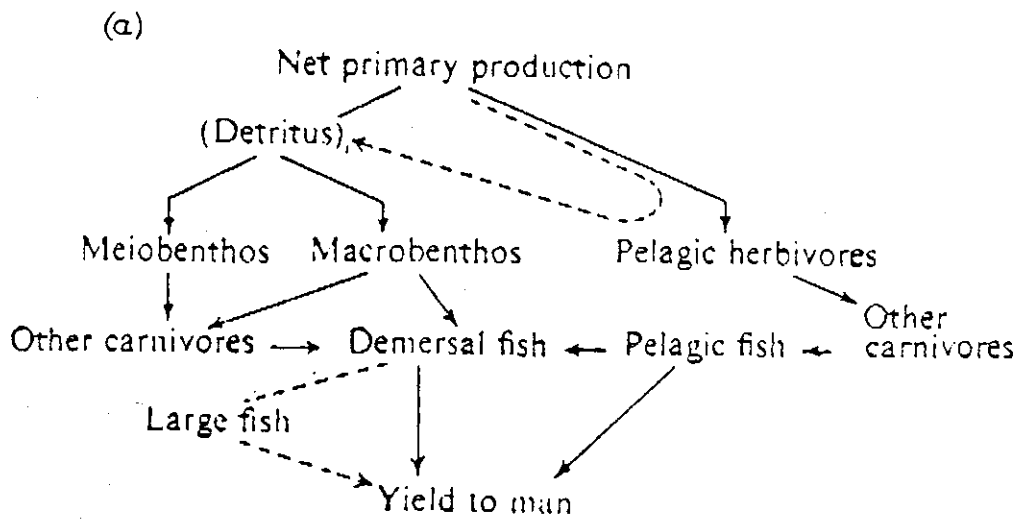 (a)
Net primary production
(Detritus)
Meiobenthos Macrobenthos Pelagic herbivores
Other carnivores Demersal fish Pelagic fish Other
carnivores
Large fish
Yield to man